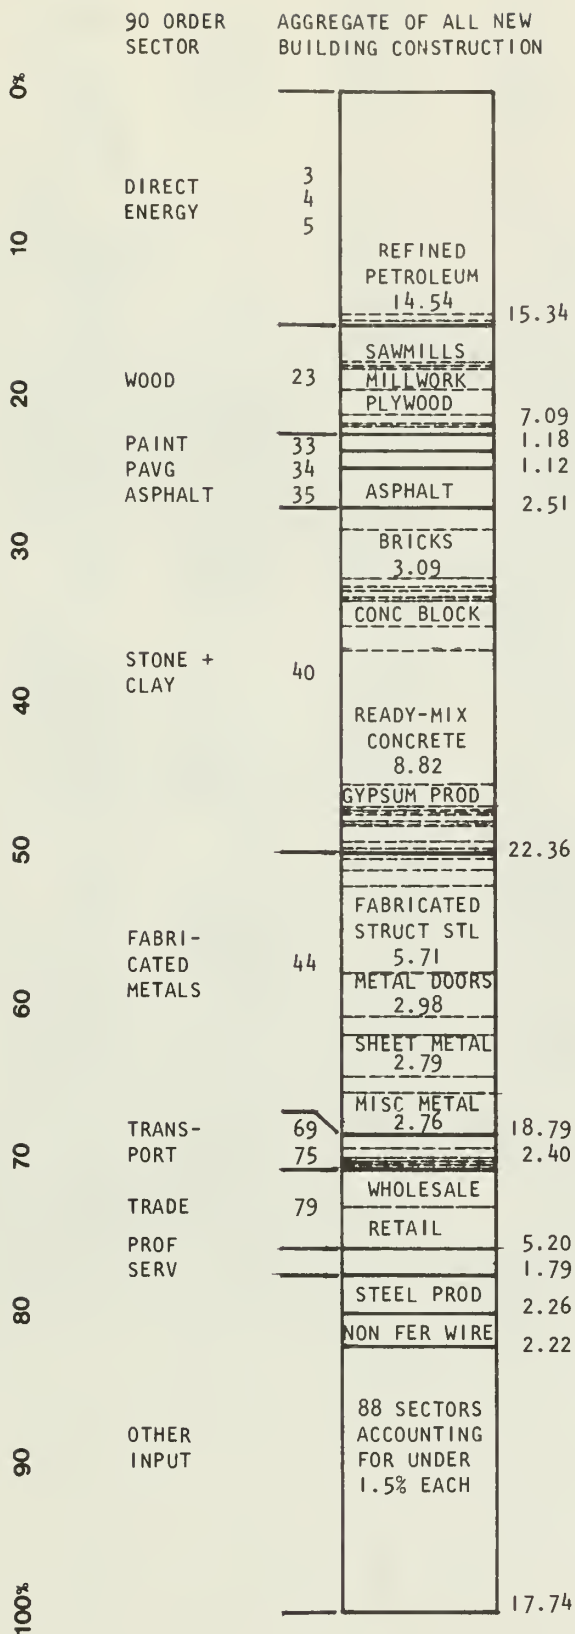 90 ORDER AGGREGATE OF ALL NEW
SECTOR BUILDING CONSTRUCTION
0%
3
DIRECT 4
ENERGY 5
10
REFINED
PETROLEUM
14.54
15.34
SAWMILLS
WOOD 23 MILLWORK
20
PLYWOOD
7.09
PAINT 33 1.18
PAVG 34 1.12
ASPHALT 35 ASPHALT 2.51
30
BRICKS
3.09
CONC BLOCK
STONE + 40
CLAY
40
READY-MIX
CONCRETE
8.82
GYPSUM PROD
50
22.36
FABRICATED
STRUCT STL
5.71
FABRI-
CATED 44
METALS
METAL DOORS
2.98
60
SHEET METAL
2.79
MISC METAL
2.76
TRANS- 69 18.79
PORT 75 2.40
70
WHOLESALE
TRADE 79
RETAIL
PROF 5.20
SERV 1.79
STEEL PROD 2.26
80
NON FER WIRE 2.22
88 SECTORS
OTHER ACCOUNTING
INPUT FOR UNDER
1.5% EACH
90
17.74
100%